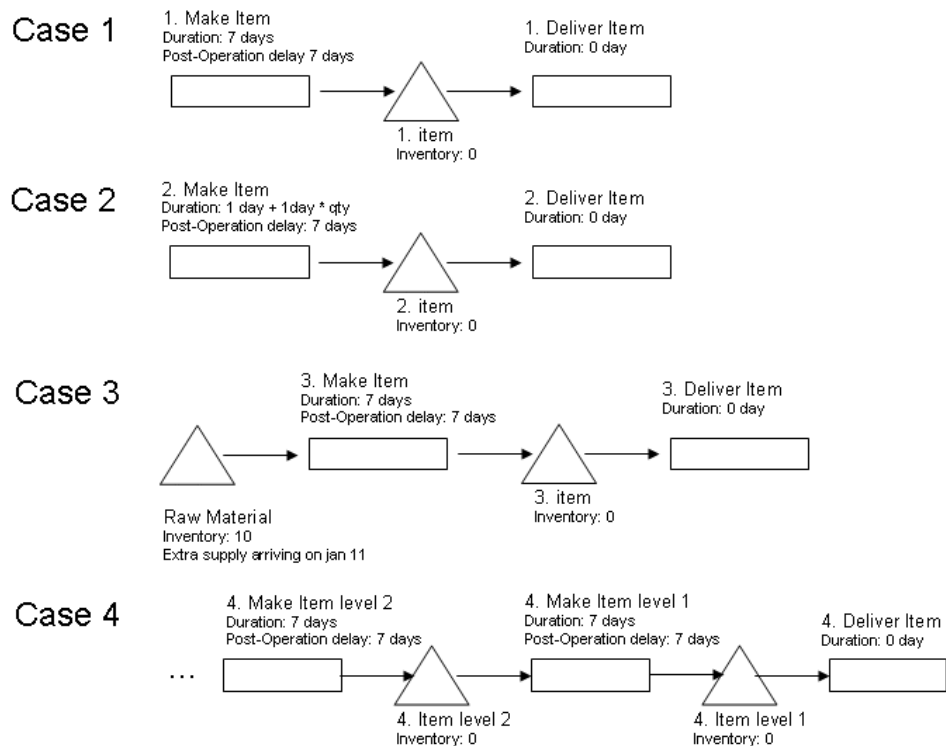 Case 1
1. Make Item
Duration: 7 days
Post-Operation delay 7 days
1. Deliver Item
Duration: 0 day
1. item
Inventory: 0
Case 2
2. Make Item
Duration: 1 day + 1day * qty
Post-Operation delay: 7 days
2. Deliver Item
Duration: 0 day
2. item
Inventory: 0
Case 3
3. Make Item
Duration: 7 days
Post-Operation delay: 7 days
3. Deliver Item
Duration: 0 day
Raw Material
Inventory: 10
Extra supply arriving on jan 11
3. item
Inventory: 0
Case 4
4. Make Item level 2
Duration: 7 days
Post-Operation delay: 7 days
4. Make Item level 1
Duration: 7 days
Post-Operation delay: 7 days
4. Deliver Item
Duration: 0 day
...
4. Item level 2
Inventory: 0
4. Item level 1
Inventory: 0